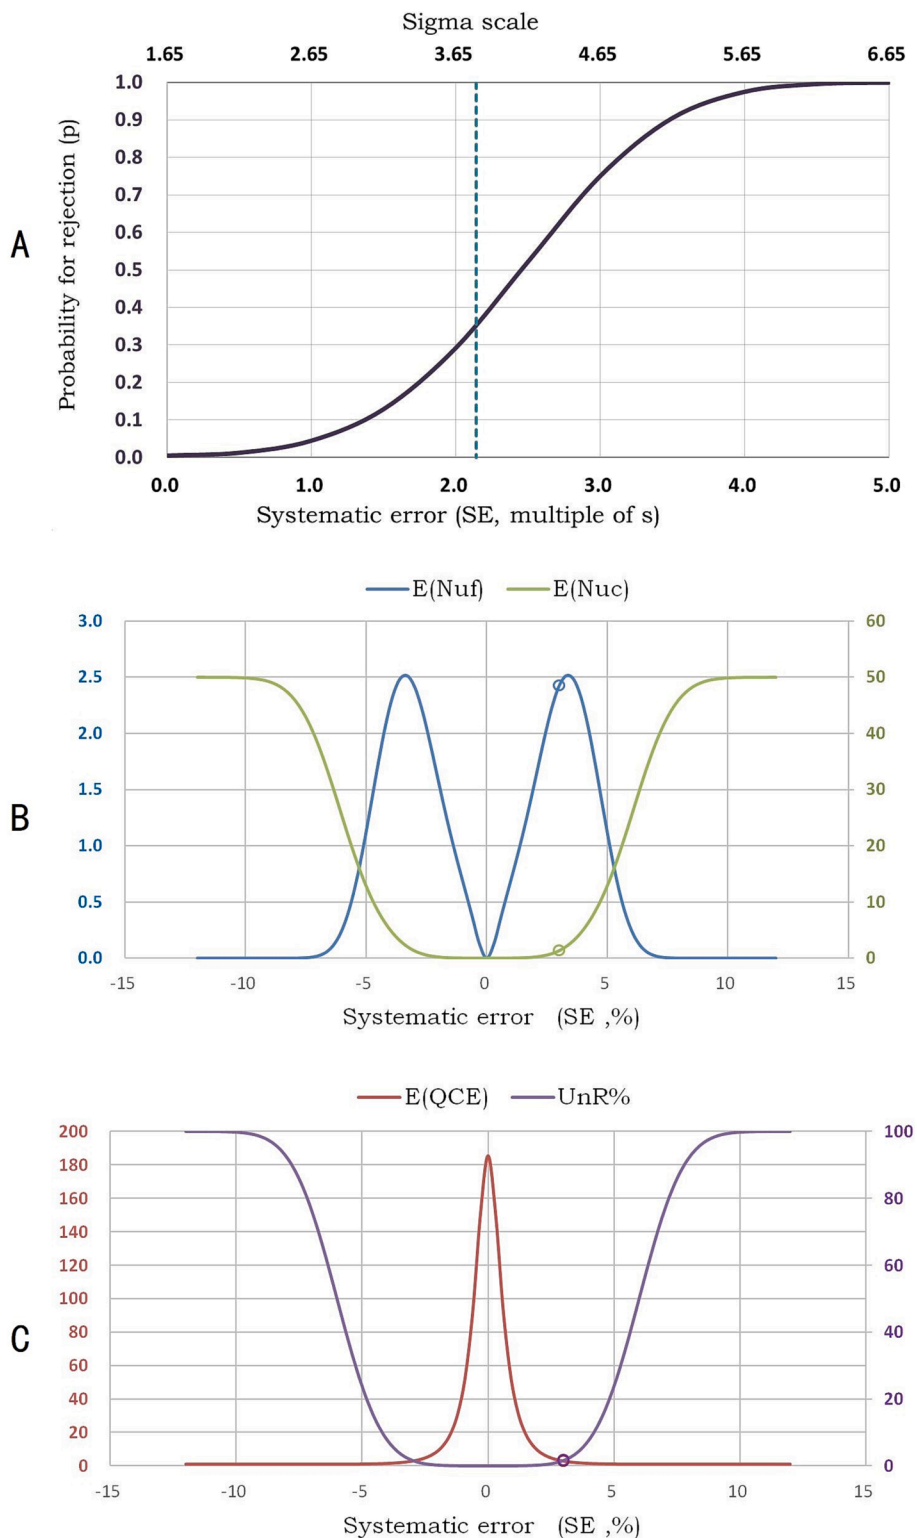 Sigma scale
1.65 2.65 3.65 4.65 5.65 6.65
A
Probability for rejection (p)
1.0
0.9
0.8
0.7
0.6
0.5
0.4
0.3
0.2
0.1
0.0
0.0 1.0 2.0 3.0 4.0 5.0
Systematic error (SE, multiple of s)
E(Nuf) E(Nuc)
B
3.0 60
2.5 50
2.0 40
1.5 30
1.0 20
0.5 10
0.0 0
-15 -10 -5 0 5 10 15
Systematic error (SE ,%)
E(QCE) UnR%
C
200 100
180
160 80
140
120 60
100
80 40
60
40 20
20
0 0
-15 -10 -5 0 5 10 15
Systematic error (SE ,%)